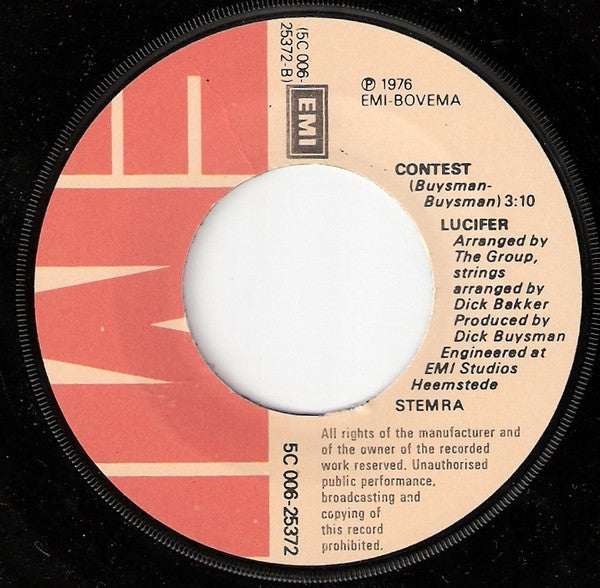 (5C 006-
25372-B)
EMI
℗ 1976
EMI-BOVEMA
CONTEST
(Buysman-
Buysman) 3:10
LUCIFER
Arranged by
The Group,
strings
arranged by
Dick Bakker
Produced by
Dick Buysman
Engineered at
EMI Studios
Heemstede
STEMRA
5C 006-25372
All rights of the manufacturer and
of the owner of the recorded
work reserved. Unauthorised
public performance,
broadcasting and
copying of
this record
prohibited.
EMI